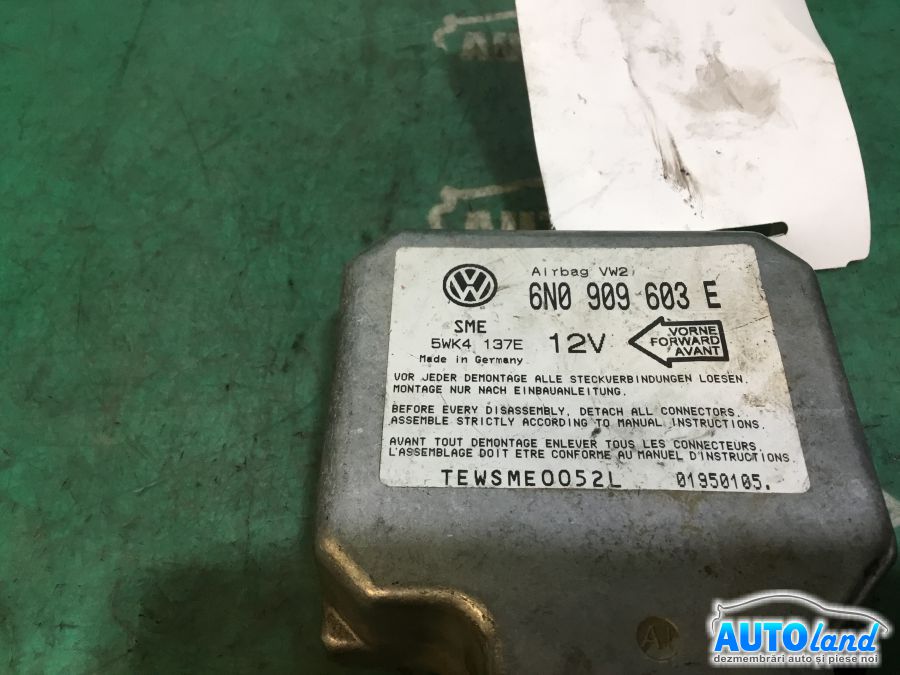 Airbag VW2
6N0 909 603 E
SME
5WK4 137E
12V
VORNE
FORWARD
AVANT
Made in Germany
VOR JEDER DEMONTAGE ALLE STECKVERBINDUNGEN LOESEN.
MONTAGE NUR NACH EINBAUANLEITUNG.
BEFORE EVERY DISASSEMBLY, DETACH ALL CONNECTORS.
ASSEMBLE STRICTLY ACCORDING TO MANUAL INSTRUCTIONS.
AVANT TOUT DEMONTAGE ENLEVER TOUS LES CONNECTEURS.
L'ASSEMBLAGE DOIT ETRE CONFORME AU MANUEL D'INSTRUCTIONS.
TEWSME0052L 01950105.
AUTOland
dezmembrări auto și piese noi